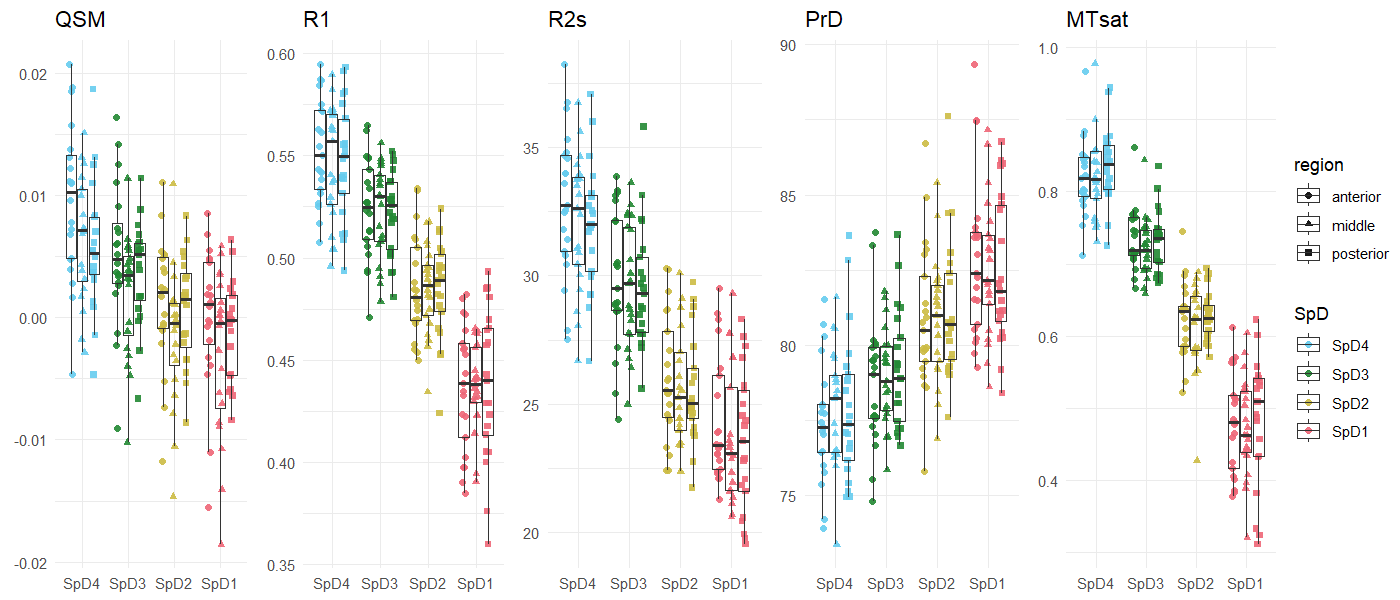 QSM
0.02
0.01
0.00
-0.01
-0.02
SpD4 SpD3 SpD2 SpD1
R1
0.60
0.55
0.50
0.45
0.40
0.35
SpD4 SpD3 SpD2 SpD1
R2s
35
30
25
20
SpD4 SpD3 SpD2 SpD1
PrD
90
85
80
75
SpD4 SpD3 SpD2 SpD1
MTsat
1.0
0.8
0.6
0.4
SpD4 SpD3 SpD2 SpD1
region
anterior
middle
posterior
SpD
SpD4
SpD3
SpD2
SpD1